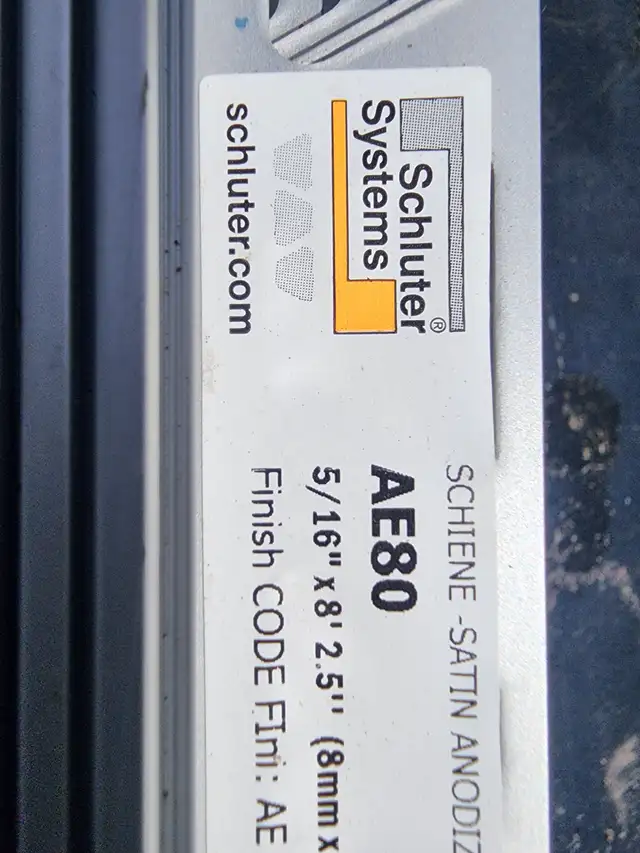 Schluter®
Systems
schluter.com
SCHIENE -SATIN ANODIZ
AE80
5/16" x 8' 2.5'' (8mm x
Finish CODE FIni: AE